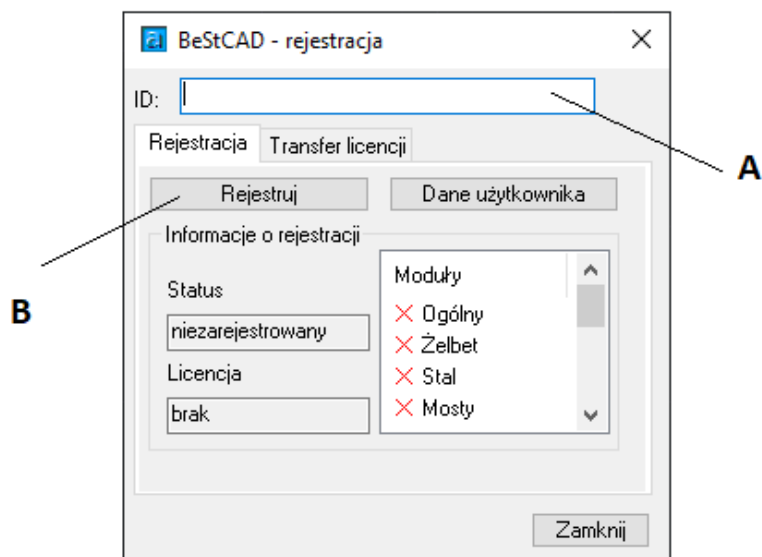 BeStCAD - rejestracja
ID:
Rejestracja Transfer licencji
A
Rejestruj Dane użytkownika
Informacje o rejestracji
Moduły
Status
Ogólny
niezarejestrowany
Żelbet
Licencja
Stal
brak
Mosty
B
Zamknij